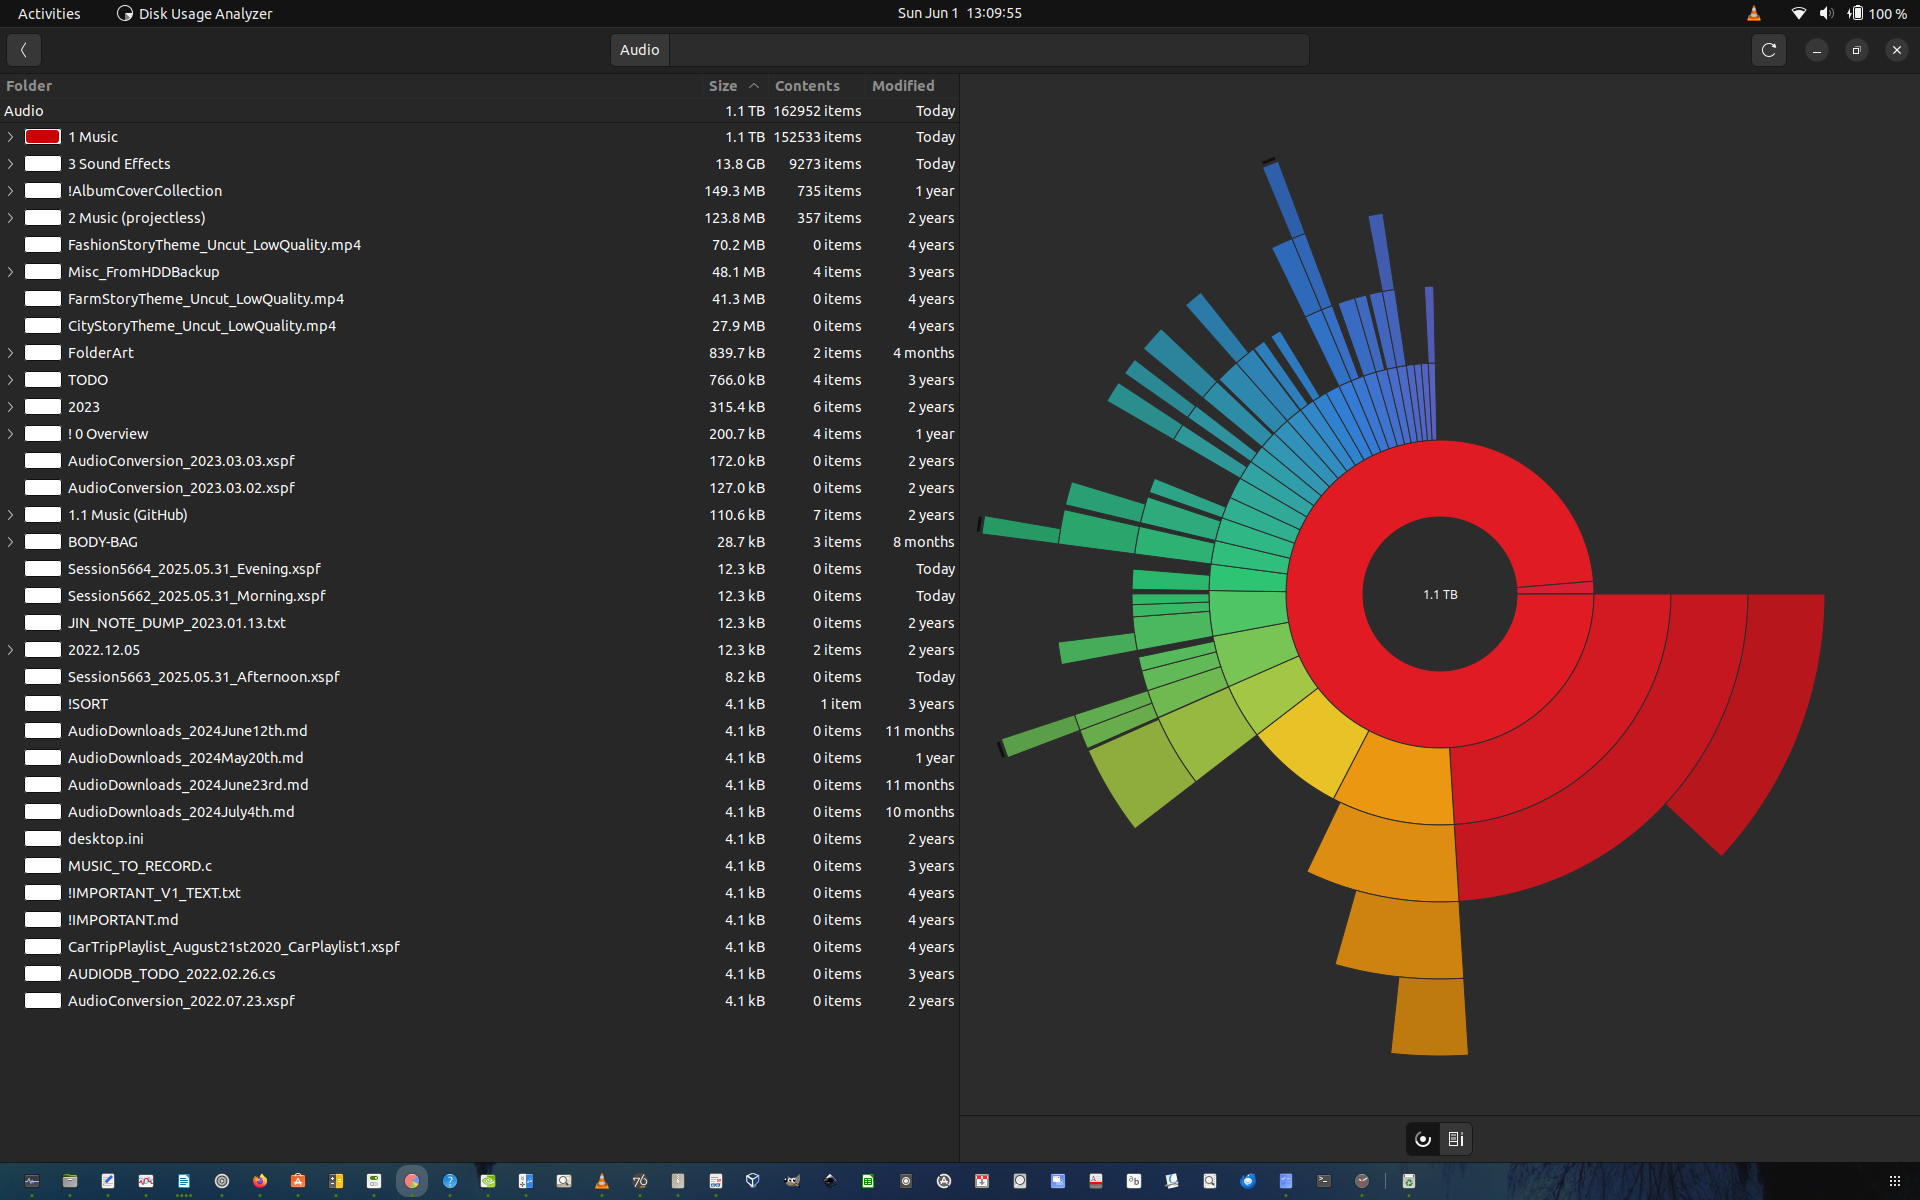 Activities Disk Usage Analyzer Sun Jun 1 13:09:55 100 %
Audio
Folder Size Contents Modified
Audio 1.1 TB 162952 items Today
1 Music 1.1 TB 152533 items Today
3 Sound Effects 13.8 GB 9273 items Today
!AlbumCoverCollection 149.3 MB 735 items 1 year
2 Music (projectless) 123.8 MB 357 items 2 years
FashionStoryTheme_Uncut_LowQuality.mp4 70.2 MB 0 items 4 years
Misc_FromHDDBackup 48.1 MB 4 items 3 years
FarmStoryTheme_Uncut_LowQuality.mp4 41.3 MB 0 items 4 years
CityStoryTheme_Uncut_LowQuality.mp4 27.9 MB 0 items 4 years
FolderArt 839.7 kB 2 items 4 months
TODO 766.0 kB 4 items 3 years
2023 315.4 kB 6 items 2 years
! 0 Overview 200.7 kB 4 items 1 year
AudioConversion_2023.03.03.xspf 172.0 kB 0 items 2 years
AudioConversion_2023.03.02.xspf 127.0 kB 0 items 2 years
1.1 Music (GitHub) 110.6 kB 7 items 2 years
BODY-BAG 28.7 kB 3 items 8 months
Session5664_2025.05.31_Evening.xspf 12.3 kB 0 items Today
Session5662_2025.05.31_Morning.xspf 12.3 kB 0 items Today
JIN_NOTE_DUMP_2023.01.13.txt 12.3 kB 0 items 2 years
2022.12.05 12.3 kB 2 items 2 years
Session5663_2025.05.31_Afternoon.xspf 8.2 kB 0 items Today
!SORT 4.1 kB 1 item 3 years
AudioDownloads_2024June12th.md 4.1 kB 0 items 11 months
AudioDownloads_2024May20th.md 4.1 kB 0 items 1 year
AudioDownloads_2024June23rd.md 4.1 kB 0 items 11 months
AudioDownloads_2024July4th.md 4.1 kB 0 items 10 months
desktop.ini 4.1 kB 0 items 2 years
MUSIC_TO_RECORD.c 4.1 kB 0 items 3 years
!IMPORTANT_V1_TEXT.txt 4.1 kB 0 items 4 years
!IMPORTANT.md 4.1 kB 0 items 4 years
CarTripPlaylist_August21st2020_CarPlaylist1.xspf 4.1 kB 0 items 4 years
AUDIODB_TODO_2022.02.26.cs 4.1 kB 0 items 3 years
AudioConversion_2022.07.23.xspf 4.1 kB 0 items 2 years
1.1 TB